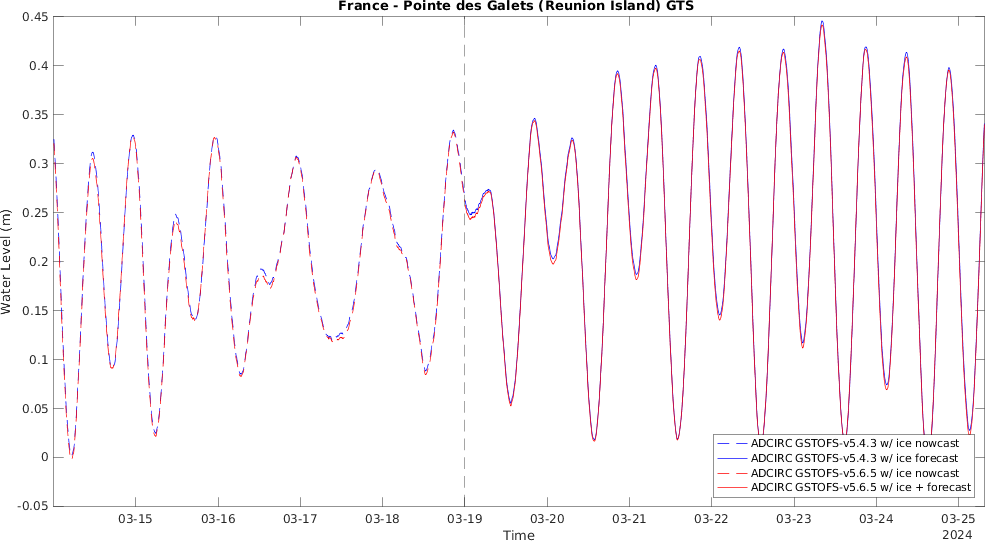 France - Pointe des Galets (Reunion Island) GTS
0.45
0.4
0.35
0.3
0.25
0.2
0.15
0.1
0.05
0
-0.05
Water Level (m)
ADCIRC GSTOFS-v5.4.3 w/ ice nowcast
ADCIRC GSTOFS-v5.4.3 w/ ice forecast
ADCIRC GSTOFS-v5.6.5 w/ ice nowcast
ADCIRC GSTOFS-v5.6.5 w/ ice + forecast
03-15 03-16 03-17 03-18 03-19 03-20 03-21 03-22 03-23 03-24 03-25
Time
2024